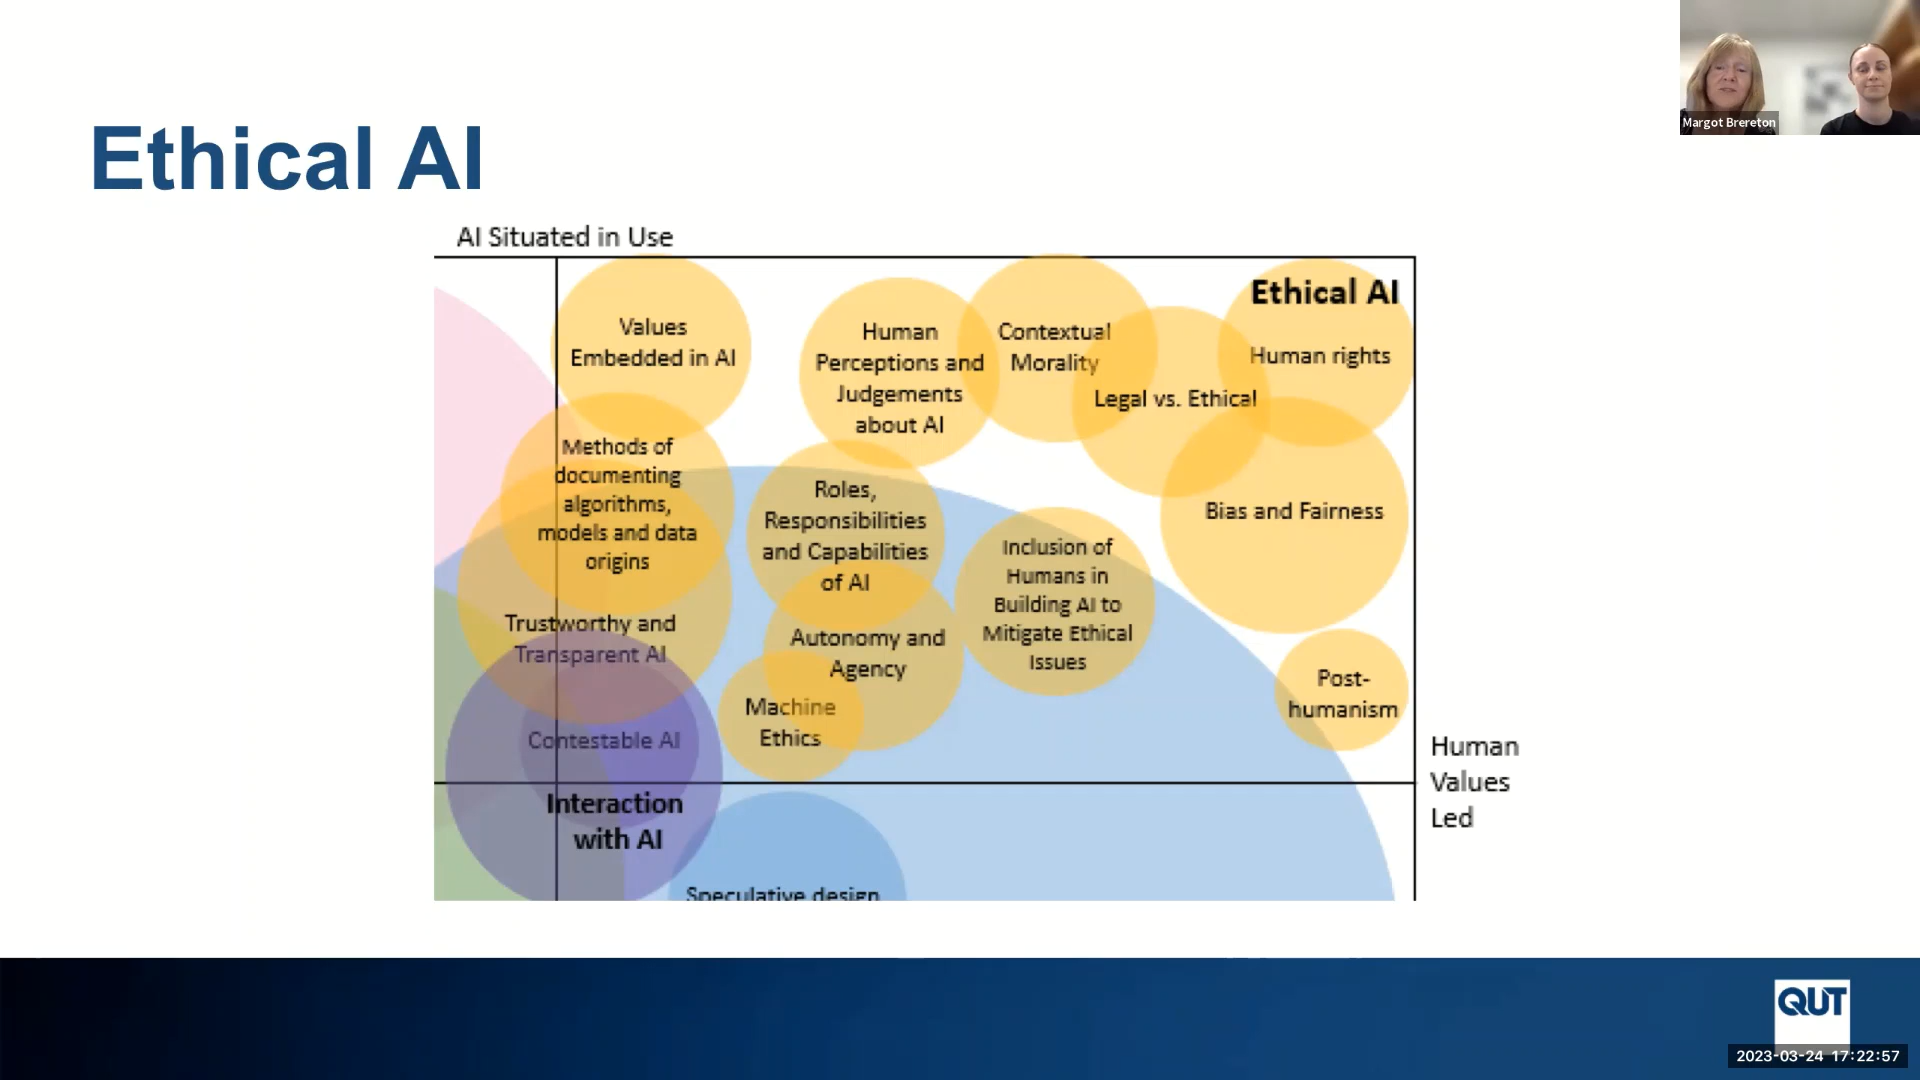 Margot Brereton
Ethical AI
AI Situated in Use
Ethical AI
Values
Embedded in AI
Human
Perceptions and
Judgements
about AI
Contextual
Morality
Legal vs. Ethical
Human rights
Methods of
documenting
algorithms,
models and data
origins
Roles,
Responsibilities
and Capabilities
of AI
Inclusion of
Humans in
Building AI to
Mitigate Ethical
Issues
Bias and Fairness
Trustworthy and
Transparent AI
Autonomy and
Agency
Machine
Ethics
Post-
humanism
Contestable AI
Human
Values
Led
Interaction
with AI
Speculative design
QUT
2023-03-24 17:22:57